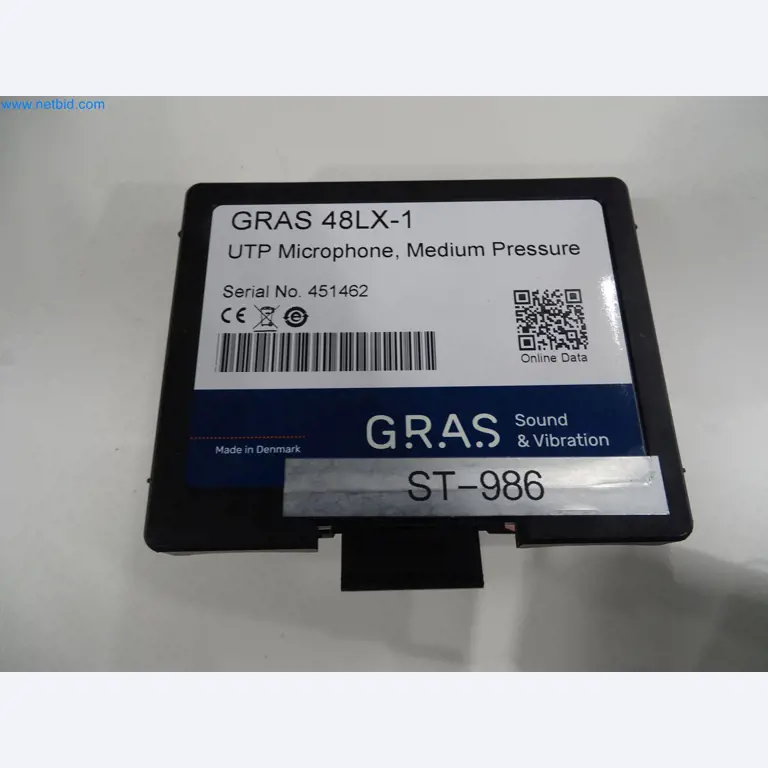 www.netbid.com
GRAS 48LX-1
UTP Microphone, Medium Pressure
Serial No. 451462
CE
Online Data
GRAS Sound & Vibration
Made in Denmark
ST-986